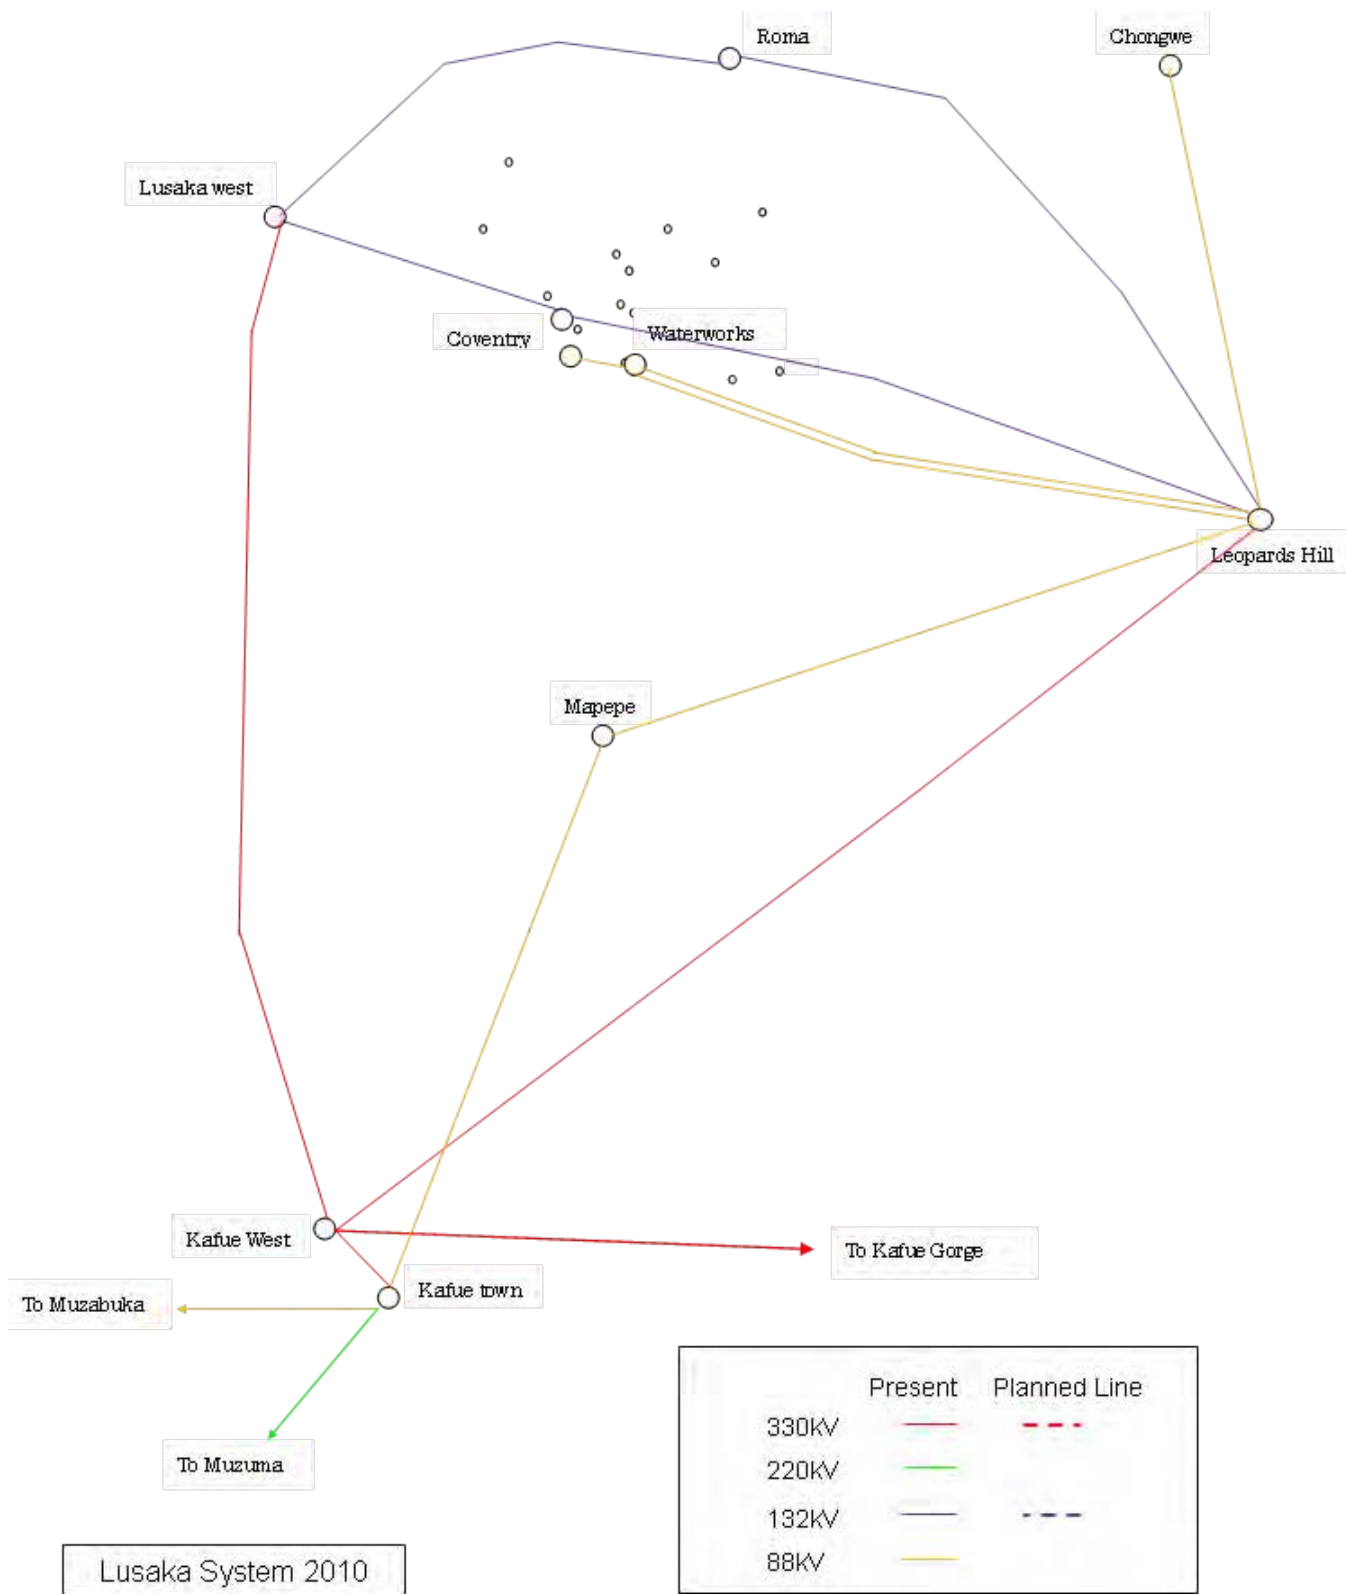 Roma
Chongwe
Lusaka west
Coventry
Waterworks
Leopards Hill
Mapepe
Kafue West
To Kafue Gorge
Kafue town
To Muzabuka
To Muzuma
Present Planned Line
330kV
220kV
132kV
88kV
Lusaka System 2010